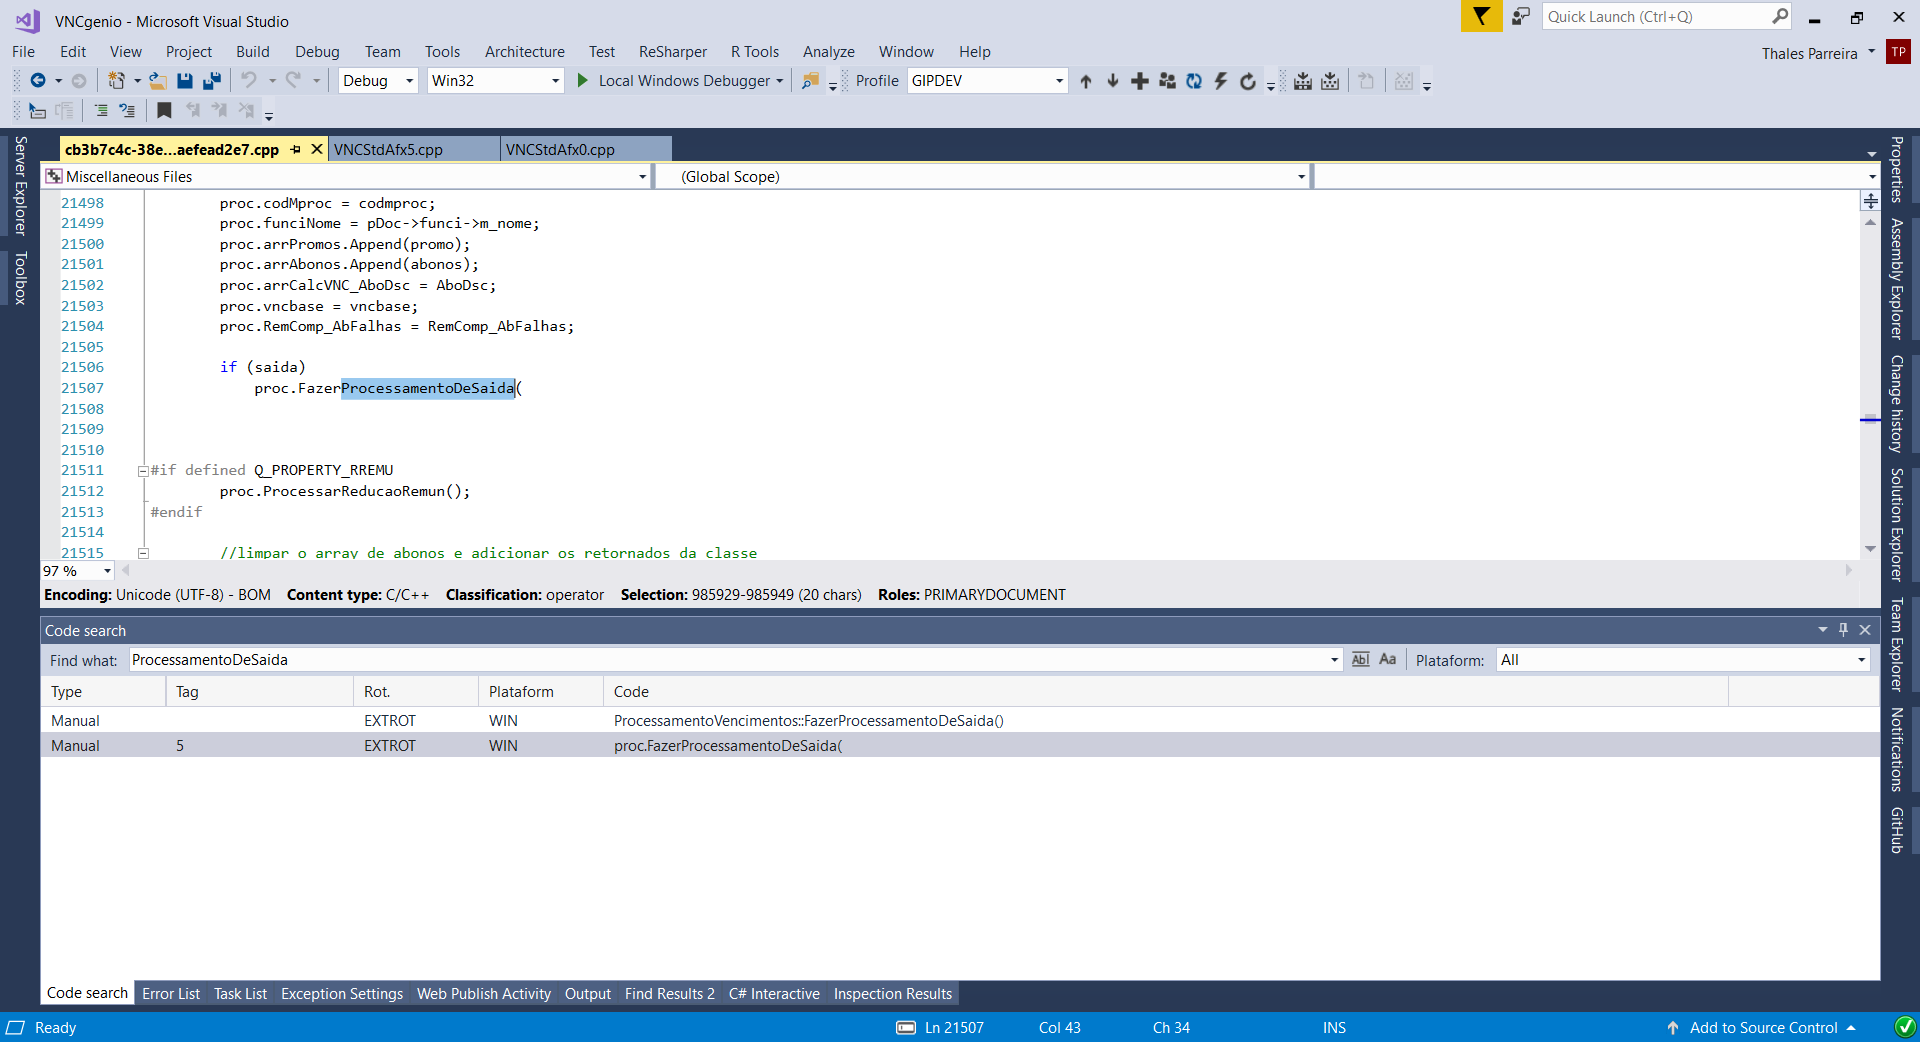 VNCgenio - Microsoft Visual Studio
Quick Launch (Ctrl+Q)
File Edit View Project Build Debug Team Tools Architecture Test ReSharper R Tools Analyze Window Help
Thales Parreira TP
Debug Win32 Local Windows Debugger Profile GIPDEV
Server Explorer
Toolbox
cb3b7c4c-38e...aefead2e7.cpp VNCStdAfx5.cpp VNCStdAfx0.cpp
Miscellaneous Files (Global Scope)
21498 proc.codMproc = codmproc;
21499 proc.funciNome = pDoc->funci->m_nome;
21500 proc.arrPromos.Append(promo);
21501 proc.arrAbonos.Append(abonos);
21502 proc.arrCalcVNC_AboDsc = AboDsc;
21503 proc.vncbase = vncbase;
21504 proc.RemComp_AbFalhas = RemComp_AbFalhas;
21505
21506 if (saida)
21507 proc.FazerProcessamentoDeSaida(
21508
21509
21510
21511 #if defined Q_PROPERTY_RREMU
21512 proc.ProcessarReducaoRemun();
21513 #endif
21514
21515 //limpar o array de abonos e adicionar os retornados da classe
97 %
Encoding: Unicode (UTF-8) - BOM Content type: C/C++ Classification: operator Selection: 985929-985949 (20 chars) Roles: PRIMARYDOCUMENT
Properties
Assembly Explorer
Change history
Solution Explorer
Team Explorer
Notifications
GitHub
Code search
Find what: ProcessamentoDeSaida Abl Aa Plataform: All
Type Tag Rot. Plataform Code
Manual EXTROT WIN ProcessamentoVencimentos::FazerProcessamentoDeSaida()
Manual 5 EXTROT WIN proc.FazerProcessamentoDeSaida(
Code search Error List Task List Exception Settings Web Publish Activity Output Find Results 2 C# Interactive Inspection Results
Ready Ln 21507 Col 43 Ch 34 INS Add to Source Control